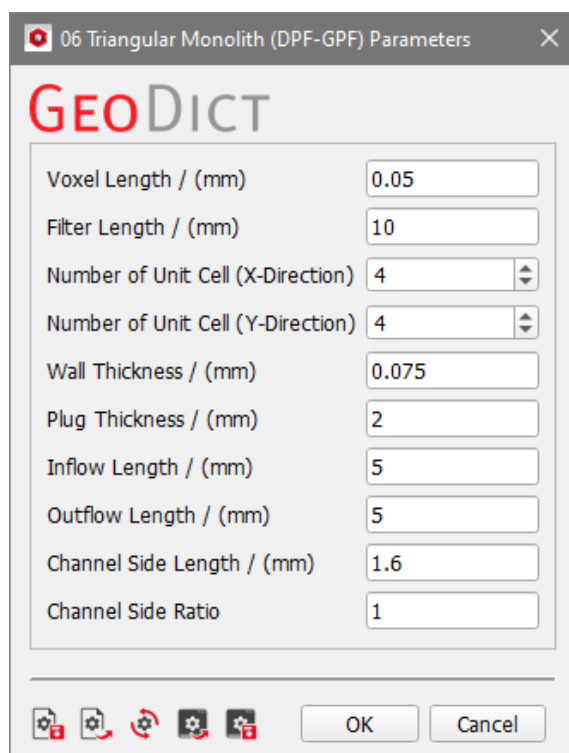 06 Triangular Monolith (DPF-GPF) Parameters
GEODICT
Voxel Length / (mm) 0.05
Filter Length / (mm) 10
Number of Unit Cell (X-Direction) 4
Number of Unit Cell (Y-Direction) 4
Wall Thickness / (mm) 0.075
Plug Thickness / (mm) 2
Inflow Length / (mm) 5
Outflow Length / (mm) 5
Channel Side Length / (mm) 1.6
Channel Side Ratio 1
OK Cancel